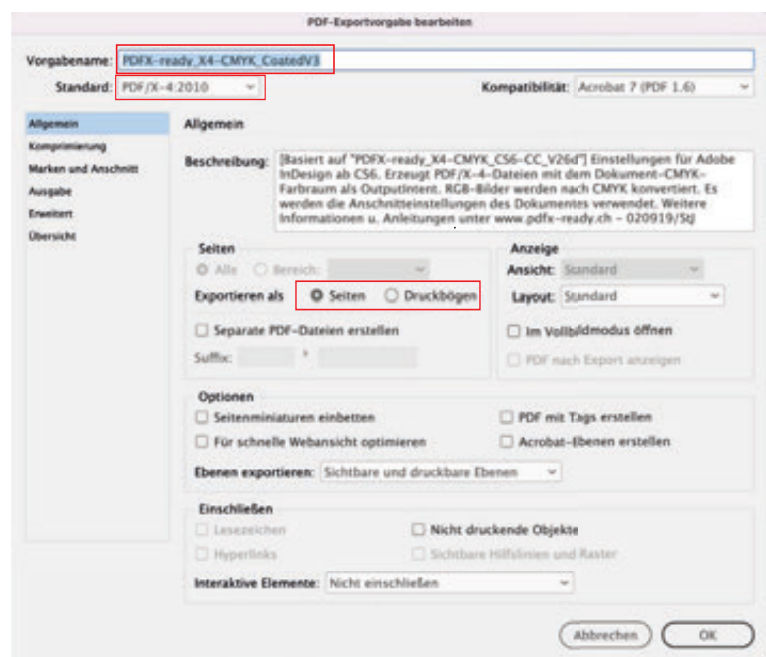 PDF-Exportvorgabe bearbeiten
Vorgabename: PDFX-ready_X4-CMYK_CoatedV3
Standard: PDF/X-4:2010 Kompatibilität: Acrobat 7 (PDF 1.6)
Allgemein
Komprimierung
Marken und Anschnitt
Ausgabe
Erweitert
Übersicht
Allgemein
Beschreibung: [Basiert auf "PDFX-ready_X4-CMYK_CS6-CC_V26d"] Einstellungen für Adobe
InDesign ab CS6. Erzeugt PDF/X-4-Dateien mit dem Dokument-CMYK-
Farbraum als OutputIntent. RGB-Bilder werden nach CMYK konvertiert. Es
werden die Anschnitteinstellungen des Dokumentes verwendet. Weitere
Informationen u. Anleitungen unter www.pdfx-ready.ch - 020919/StJ
Seiten
Alle Bereich:
Exportieren als Seiten Druckbögen
Separate PDF-Dateien erstellen
Suffix:
Anzeige
Ansicht: Standard
Layout: Standard
Im Vollbildmodus öffnen
PDF nach Export anzeigen
Optionen
Seitenminiaturen einbetten PDF mit Tags erstellen
Für schnelle Webansicht optimieren Acrobat-Ebenen erstellen
Ebenen exportieren: Sichtbare und druckbare Ebenen
Einschließen
Lesezeichen Nicht druckende Objekte
Hyperlinks Sichtbare Hilfslinien und Raster
Interaktive Elemente: Nicht einschließen
Abbrechen OK